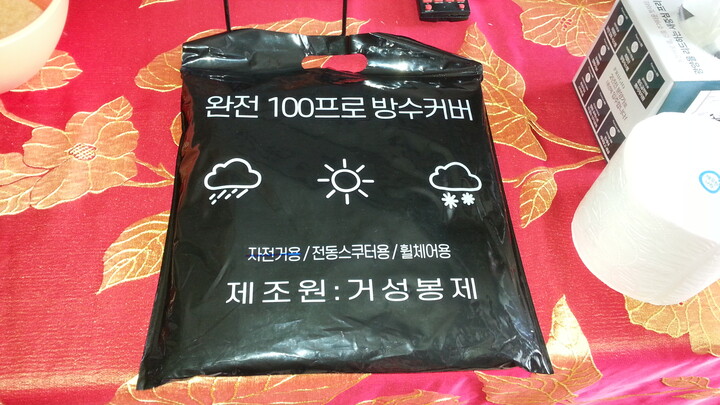 완전 100프로 방수커버
자전거용 / 전동스쿠터용 / 휠체어용
제조원 : 거성봉제